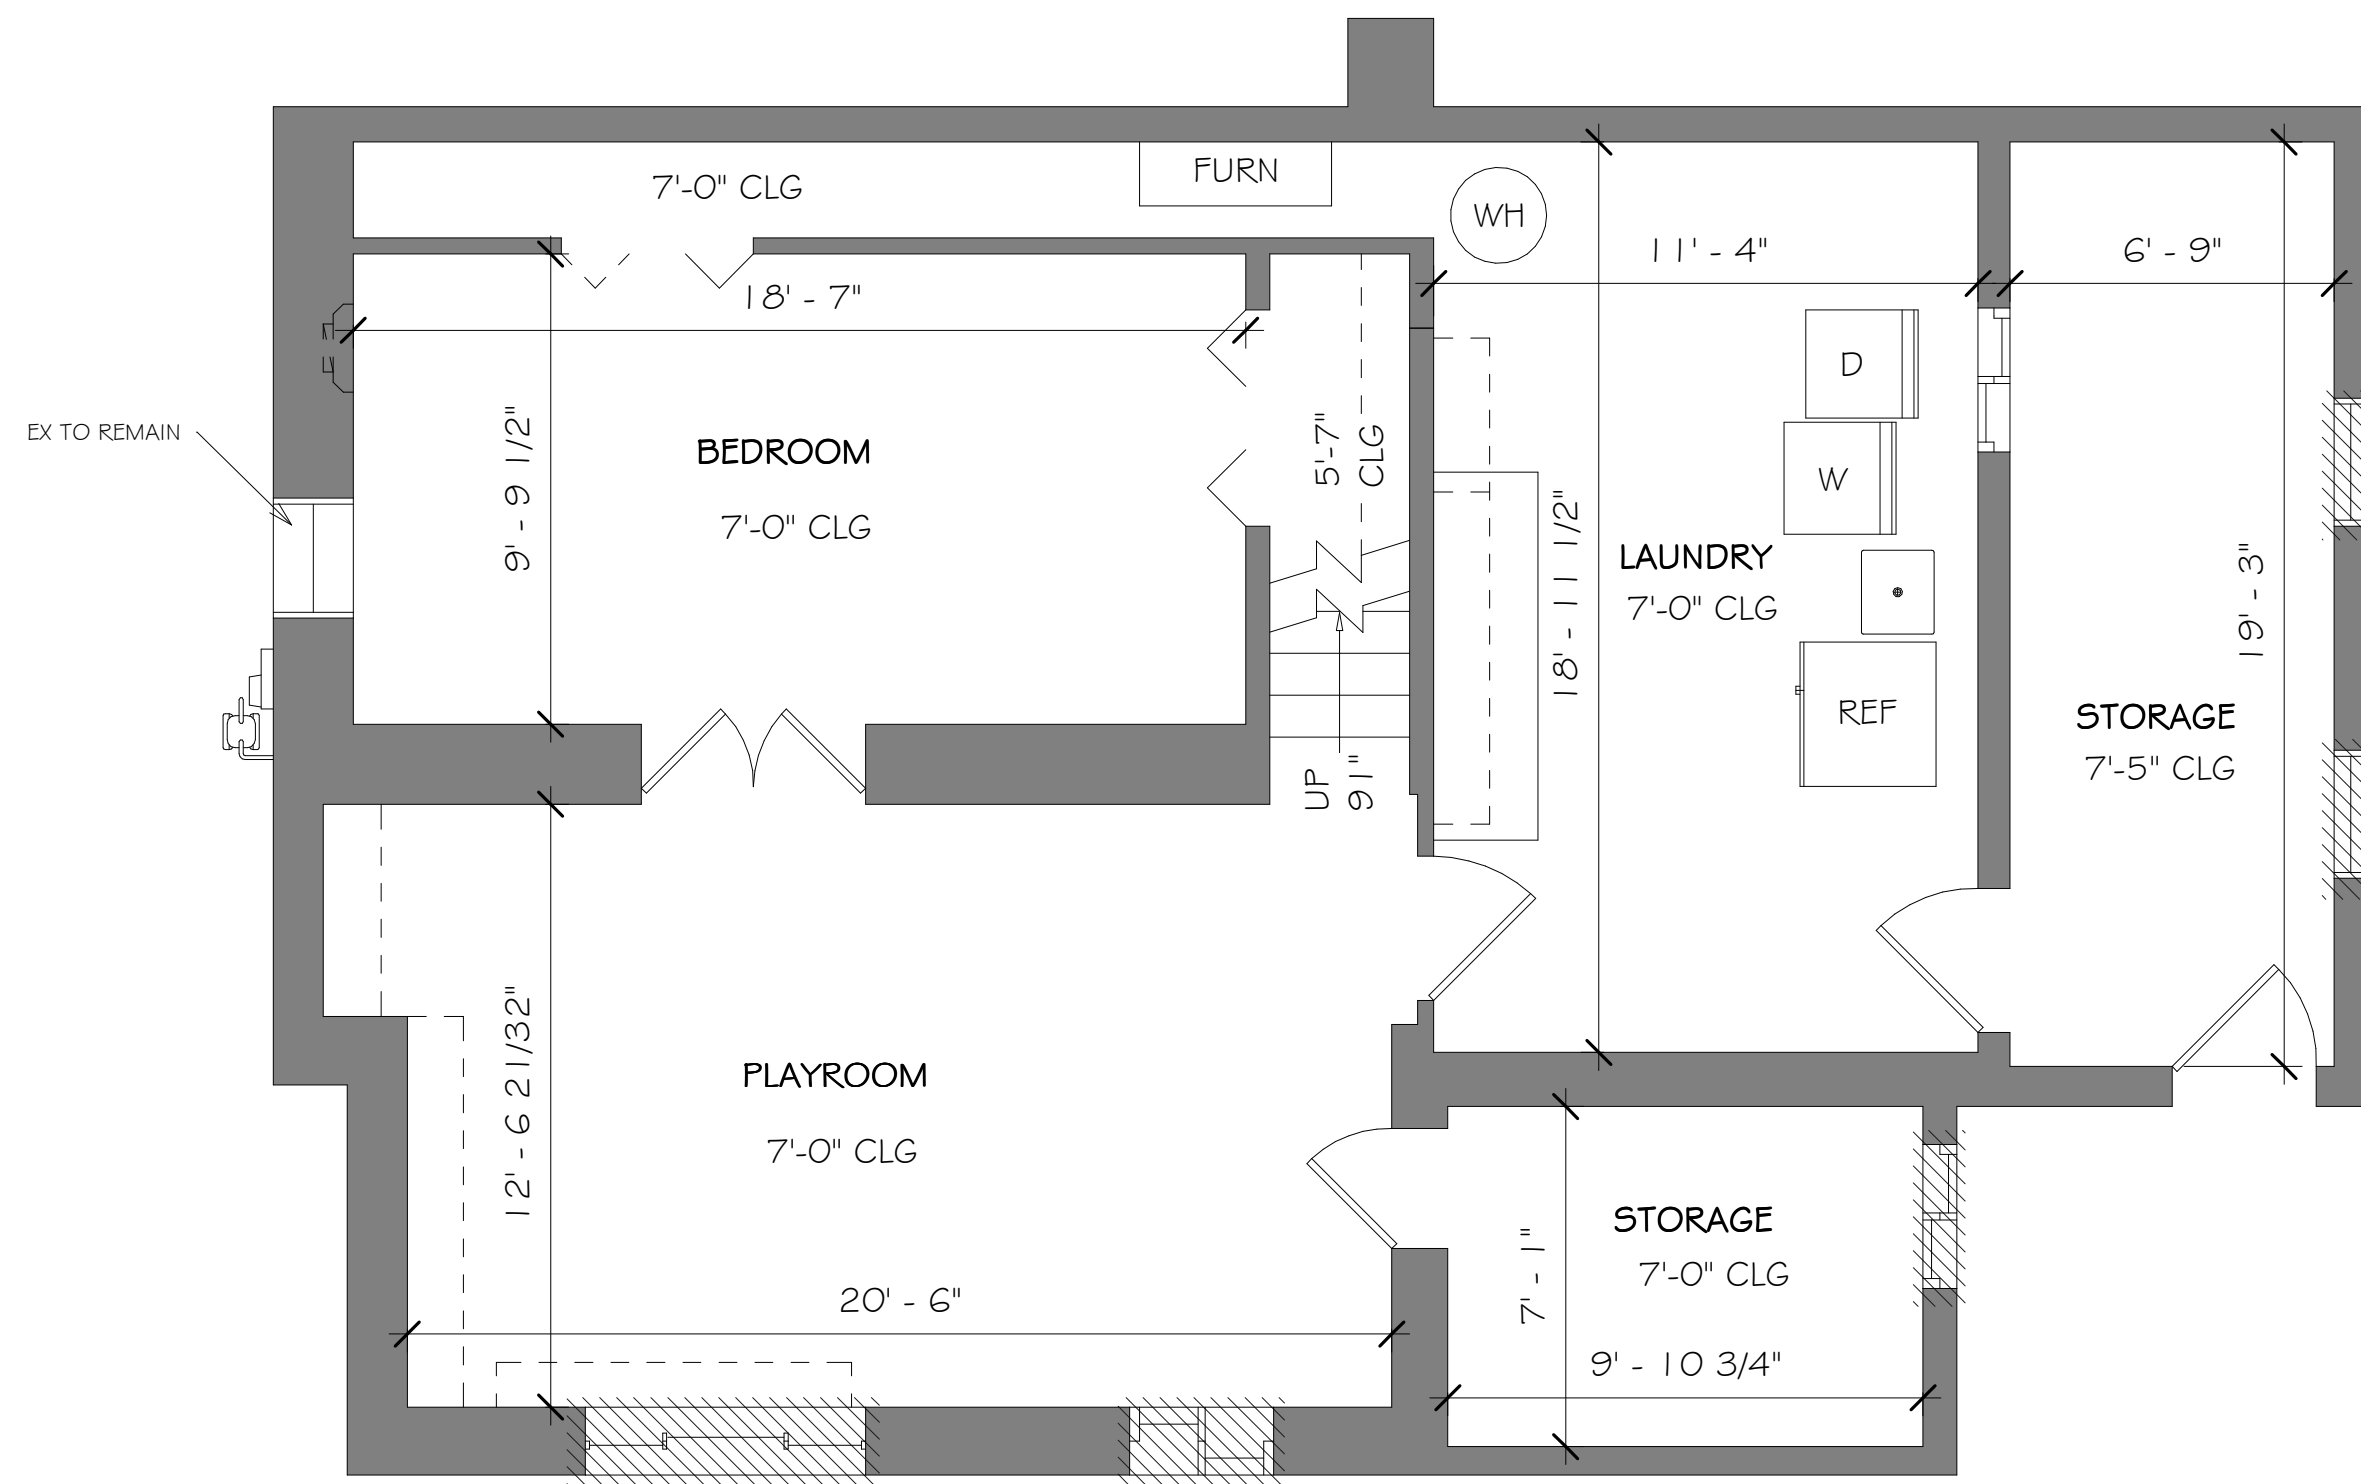 7'-0" CLG
FURN
WH
11' - 4"
6' - 9"
18' - 7"
D
EX TO REMAIN
9' - 9 1/2"
BEDROOM
7'-0" CLG
5'-7"
CLG
W
18' - 11 1/2"
LAUNDRY
7'-0" CLG
19' - 3"
REF
STORAGE
7'-5" CLG
UP
91"
12' - 6 21/32"
PLAYROOM
7'-0" CLG
STORAGE
7'-0" CLG
7' - 1"
20' - 6"
9' - 10 3/4"